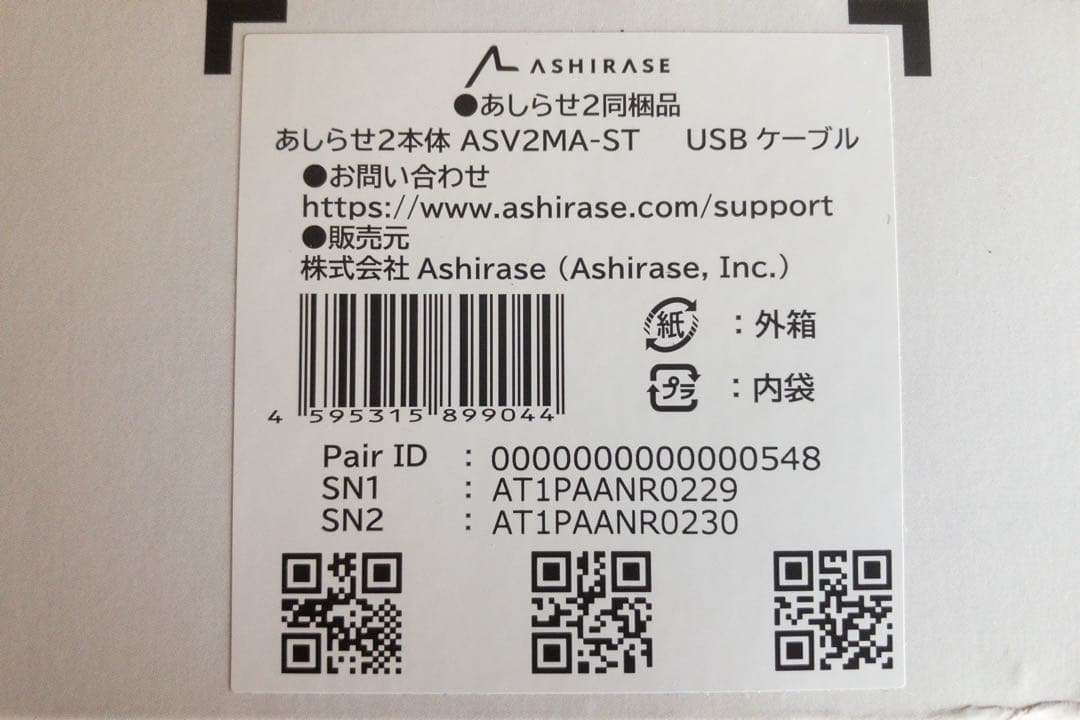 ASHIRASE
●あしらせ2同梱品
あしらせ2本体 ASV2MA-ST USB ケーブル
●お問い合わせ
https://www.ashirase.com/support
●販売元
株式会社 Ashirase (Ashirase, Inc.)
紙 : 外箱
プラ : 内袋
4 595315 899044
Pair ID : 0000000000000548
SN1 : AT1PAANR0229
SN2 : AT1PAANR0230